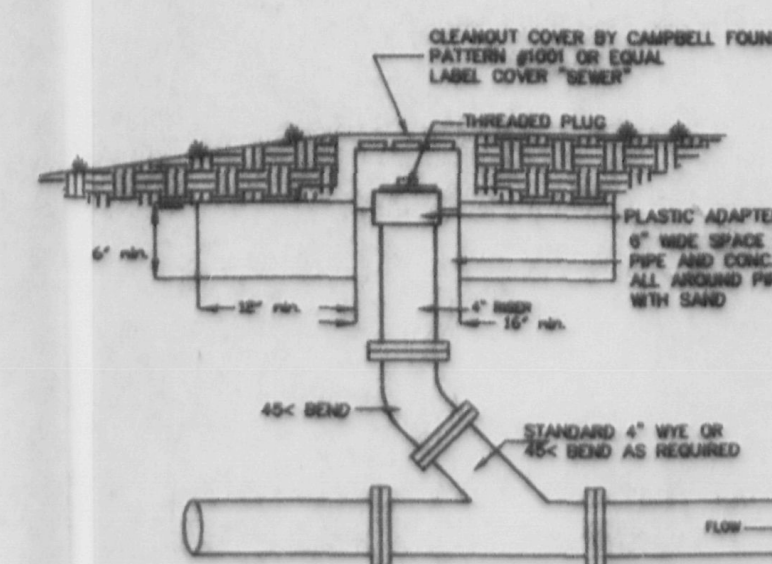 CLEANOUT COVER BY CAMPBELL FOUN
PATTERN #1001 OR EQUAL
LABEL COVER "SEWER"
THREADED PLUG
PLASTIC ADAPTE
6" min.
6" WIDE SPACE
PIPE AND CONC.
ALL AROUND PI
WITH SAND
12" min.
4" RISER
16" min.
45< BEND
STANDARD 4" WYE OR
45< BEND AS REQUIRED
FLOW